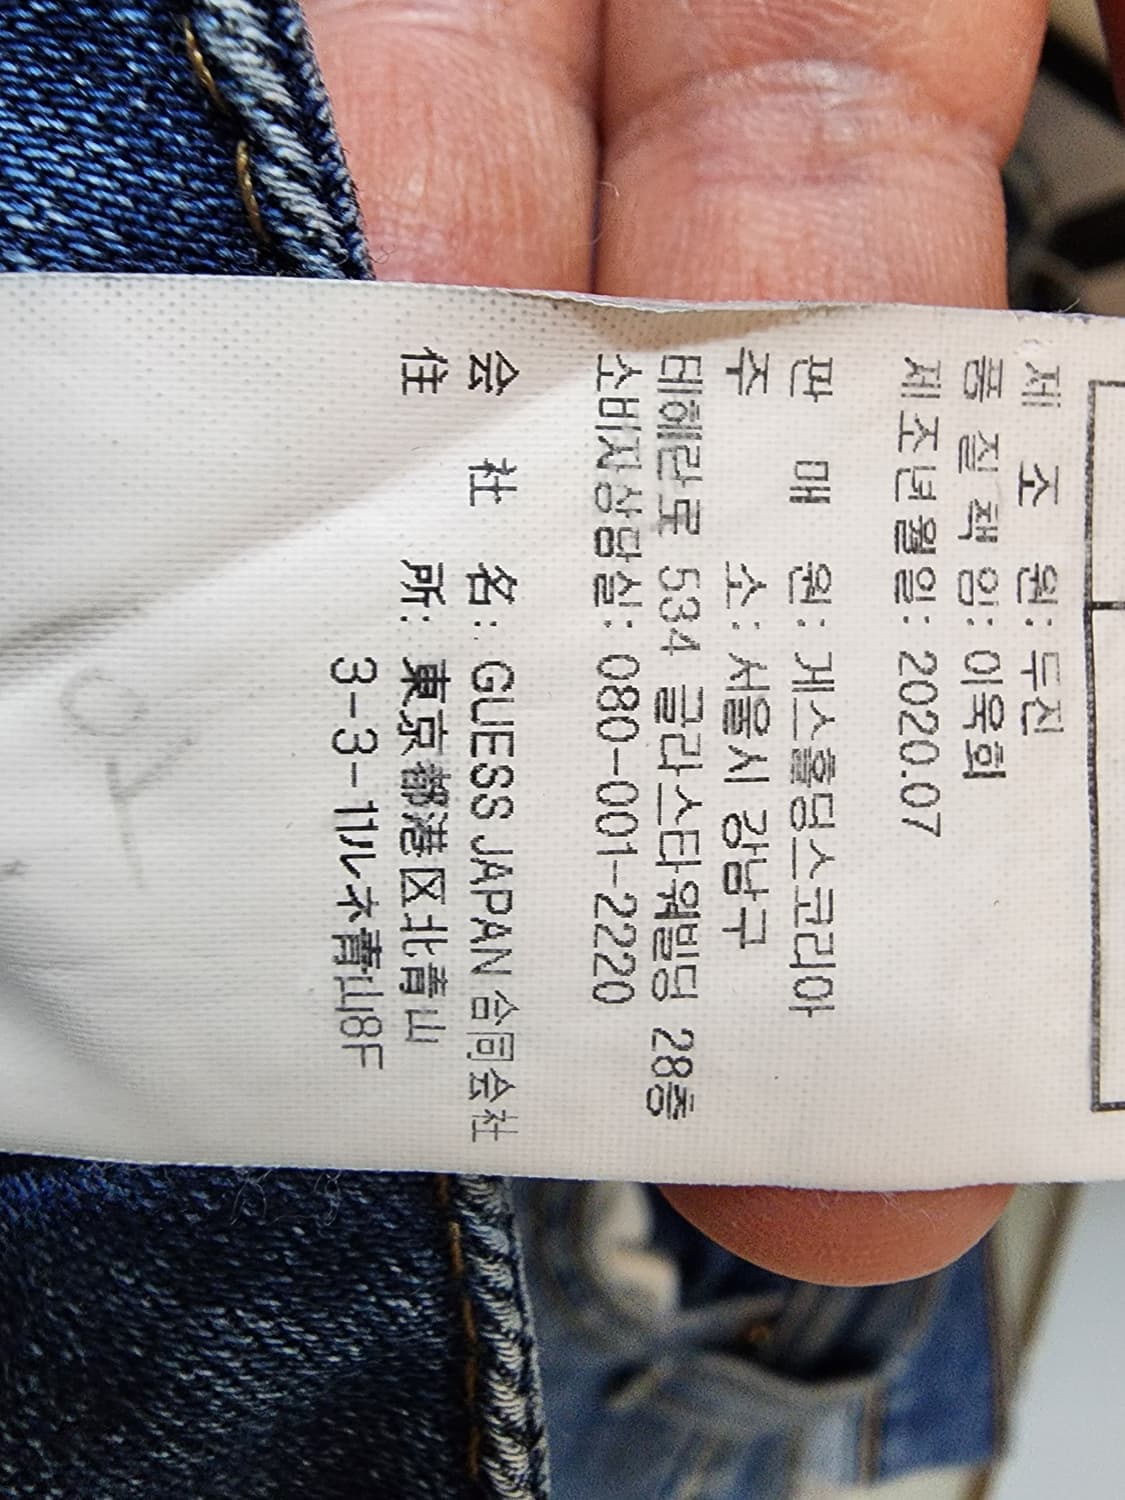 제 조 원: 두진
품 질 책 임: 이욱희
제조년월일: 2020.07
판 매 원: 게스홀딩스코리아
주 소: 서울시 강남구
테헤란로 534 글라스타워빌딩 28층
소비자상담실: 080-001-2220
会 社 名: GUESS JAPAN 合同会社
住 所: 東京都港区北青山
3-3-11ルネ青山8F